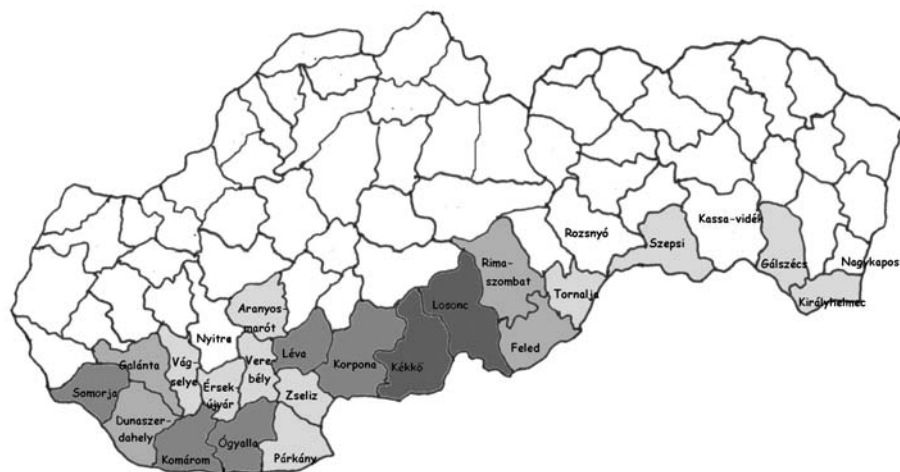 Kassa-vidék
Rozsnyó
Szepsi
Gálszécs
Nagykapos
Rima-
szombat
Tornalja
Királyhelmec
Aranyos
marót
Losonc
Nyitra
Feled
Galánta
Vág-
selye
Vere-
bély
Léva
Korpona
Kékkő
Somorja
Érsek-
újvár
Zseliz
Dunaszer-
dahely
Komárom
Ógyalla
Párkány